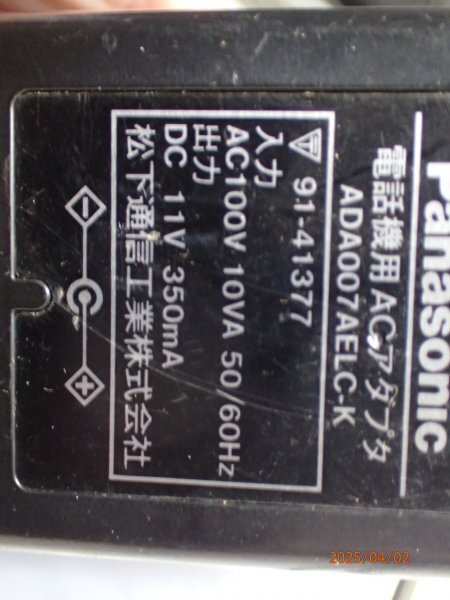 Panasonic
電話機用ACアダプタ
ADA007AELC-K
91-41377
入力
AC100V 10VA 50/60Hz
出力
DC 11V 350mA
松下通信工業株式会社
2025/04/02